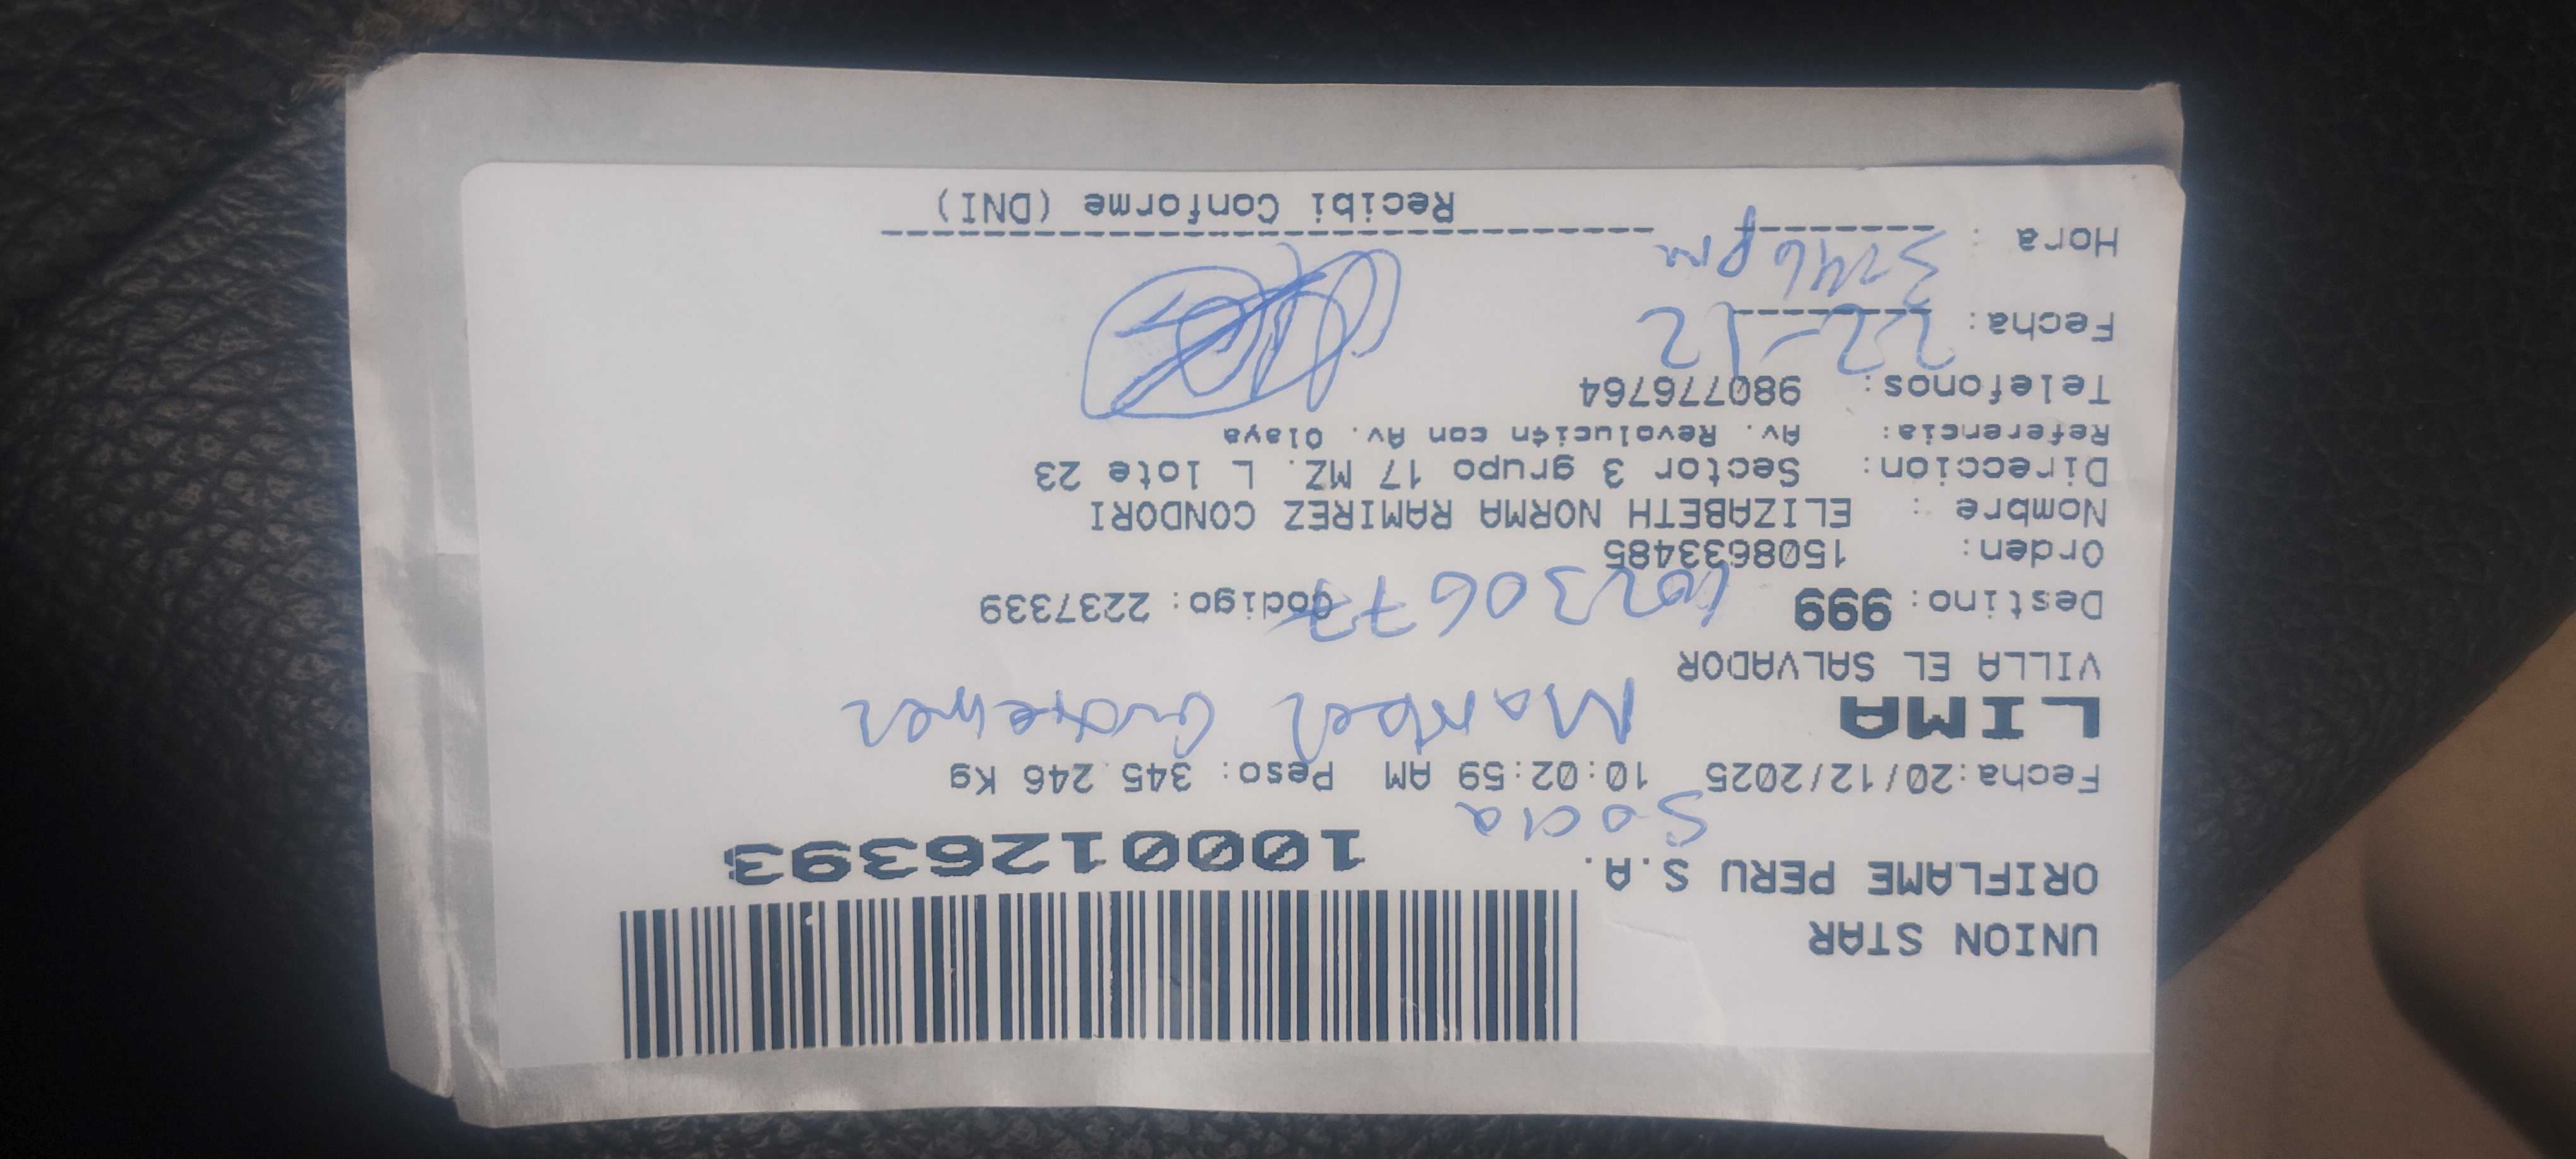 UNION STAR
ORIFLAME PERU S.A.
1000126393
Socia
Fecha:20/12/2025 10:02:59 AM Peso: 345.246 Kg
LIMA
VILLA EL SALVADOR
Destino: 999 Codigo: 2237339
Orden: 1508633485
Nombre : ELIZABETH NORMA RAMIREZ CONDORI
Direccion: Sector 3 grupo 17 MZ. L lote 23
Referencia: Av. Revoluci¢n con Av. Olaya
Telefonos: 980776764
Fecha: 22-12
Hora : 3:46 pm
Recibi Conforme (DNI)